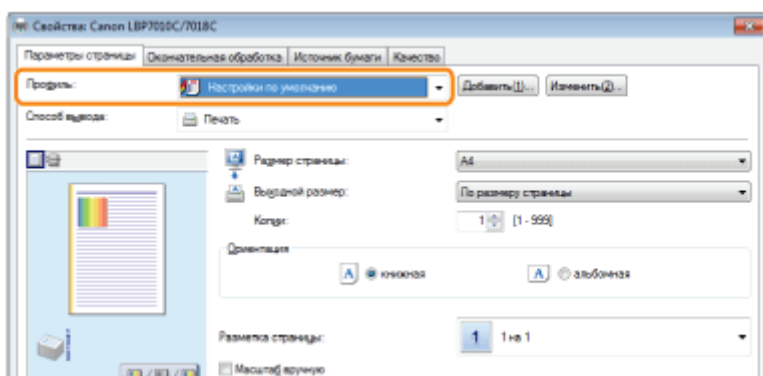 Свойства: Canon LBP7010C/7018C
Параметры страницы Окончательная обработка Источник бумаги Качество
Профиль: Настройки по умолчанию Добавить(1)... Изменить(2)...
Способ вывода: Печать
Размер страницы: A4
Выходной размер: По размеру страницы
Копии: 1 [1 - 999]
Ориентация
A книжная A альбомная
Разметка страницы: 1 1 на 1
Масштаб вручную